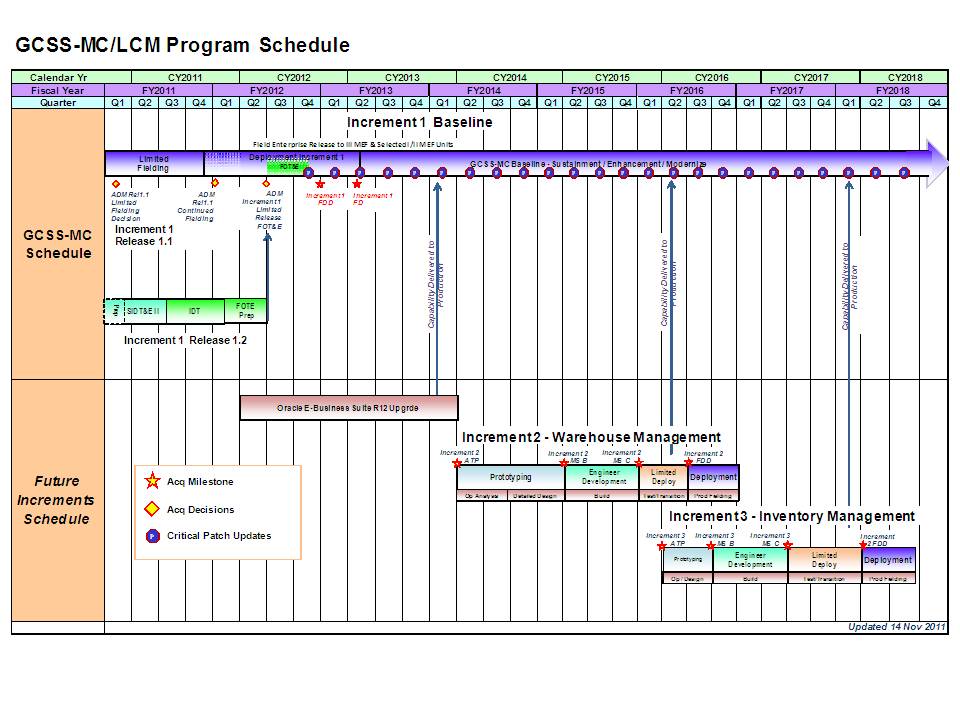 GCSS-MC/LCM Program Schedule
Calendar Yr CY2011 CY2012 CY2013 CY2014 CY2015 CY2016 CY2017 CY2018
Fiscal Year FY2011 FY2012 FY2013 FY2014 FY2015 FY2016 FY2017 FY2018
Quarter Q1 Q2 Q3 Q4 Q1 Q2 Q3 Q4 Q1 Q2 Q3 Q4 Q1 Q2 Q3 Q4 Q1 Q2 Q3 Q4 Q1 Q2 Q3 Q4 Q1 Q2 Q3 Q4 Q1 Q2 Q3 Q4
Increment 1 Baseline
Field Enterprise Release to III MEF & Selected I/II MEF Units
Limited
Fielding
Deployment Increment 1
FOT&E
GCSS-MC Baseline - Sustainment / Enhancement / Modernize
P P P P P P P P P P P P P P P P P P P P P P P
ADM Rel1.1
Limited
Fielding
Decision
ADM
Rel1.1
Continued
Fielding
ADM
Increment 1
Limited
Release
FOT&E
Increment 1
FDD
Increment 1
FD
Increment 1
Release 1.1
GCSS-MC
Schedule
Capability Delivered to
Production
Capability Delivered to
Production
Capability Delivered to
Production
Prep
SIDT&E II
IDT
FOTE
Prep
Increment 1 Release 1.2
Oracle E-Business Suite R12 Upgrde
Increment 2 - Warehouse Management
Increment 2
ATP
Increment 2
MS B
Increment 2
MS C
Increment 2
FDD
Prototyping
Engineer
Development
Limited
Deploy
Deployment
Op Analysis
Detailed Design
Build
Test/Transition
Prod Fielding
Future
Increments
Schedule
Acq Milestone
Acq Decisions
P Critical Patch Updates
Increment 3 - Inventory Management
Increment 3
ATP
Increment 3
MS B
Increment 3
MS C
Increment
2 FDD
Prototyping
Engineer
Development
Limited
Deploy
Deployment
Op / Design
Build
Test/Transition
Prod Fielding
Updated 14 Nov 2011